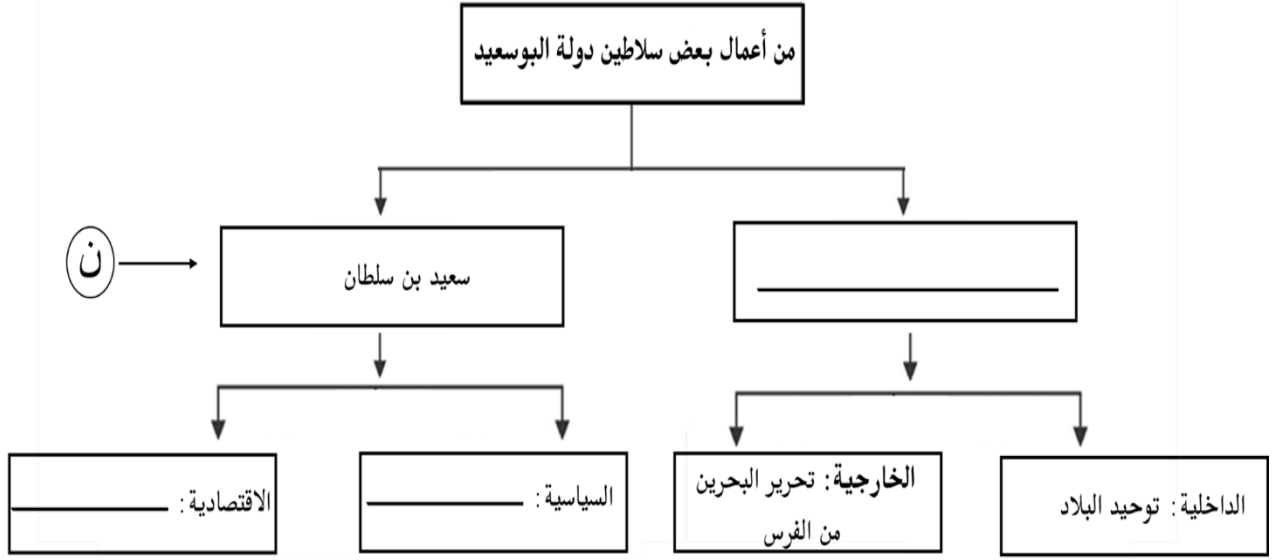 من أعمال بعض سلاطين دولة البوسعيد
سعيد بن سلطان
ن
الداخلية: توحيد البلاد
الخارجية: تحرير البحرين
من الفرس
السياسية:
الاقتصادية: